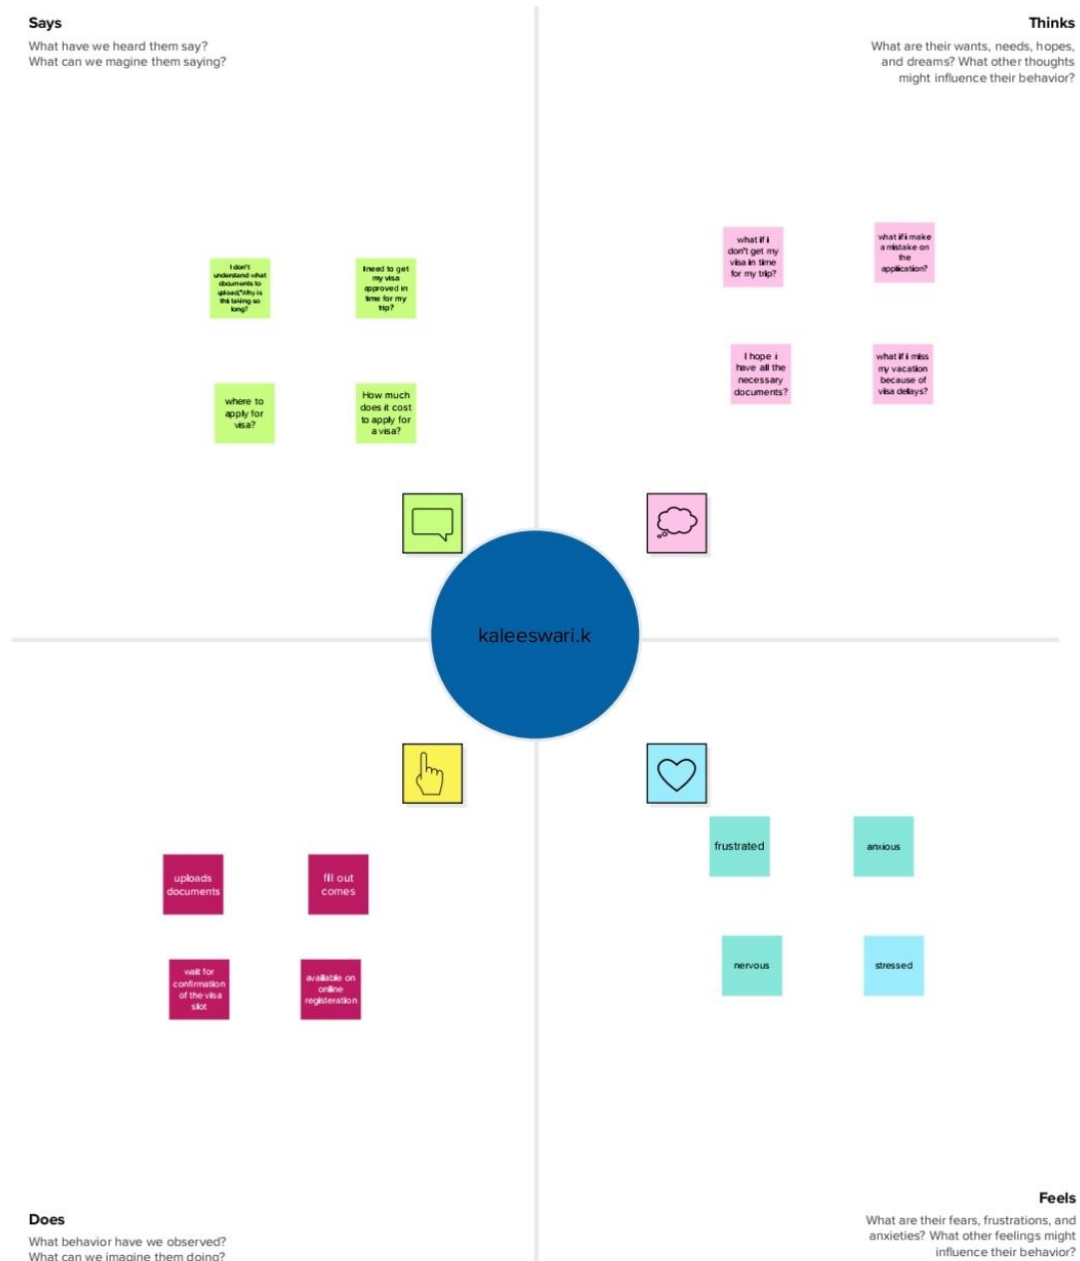 Says
What have we heard them say?
What can we magine them saying?
Thinks
What are their wants, needs, hopes,
and dreams? What other thoughts
might influence their behavior?
I don't
understand what
documents to
upload,"Why is
this taking so
long?
I need to get
my visa
approved in
time for my
trip?
where to
apply for
visa?
How much
does it cost
to apply for
a visa?
what if i
don't get my
visa in time
for my trip?
what if i make
a mistake on
the
application?
I hope i
have all the
necessary
documents?
what if i miss
my vacation
because of
visa delays?
kaleeswari.k
uploads
documents
fill out
comes
wait for
confirmation
of the visa
slot
available on
online
registeration
frustrated
anxious
nervous
stressed
Does
What behavior have we observed?
What can we imagine them doing?
Feels
What are their fears, frustrations, and
anxieties? What other feelings might
influence their behavior?